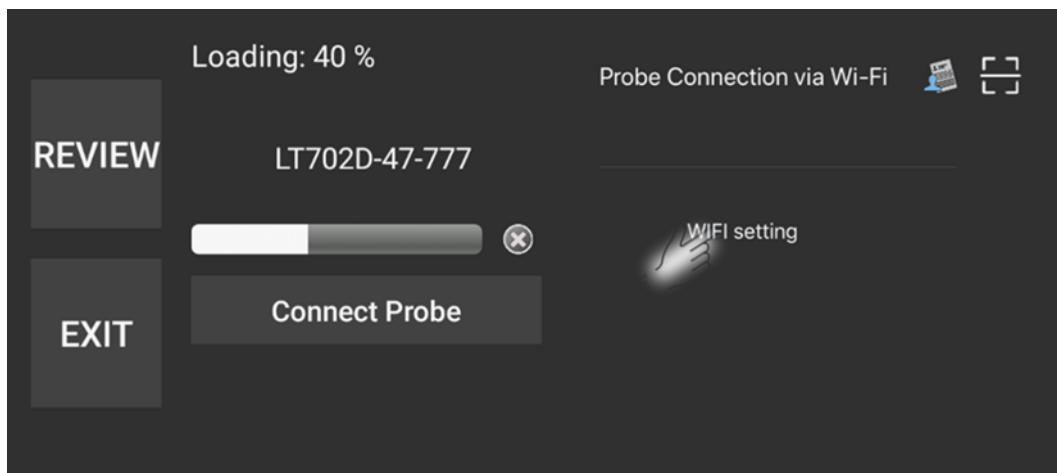 REVIEW
EXIT
Loading: 40 %
LT702D-47-777
Connect Probe
Probe Connection via Wi-Fi
WIFI setting